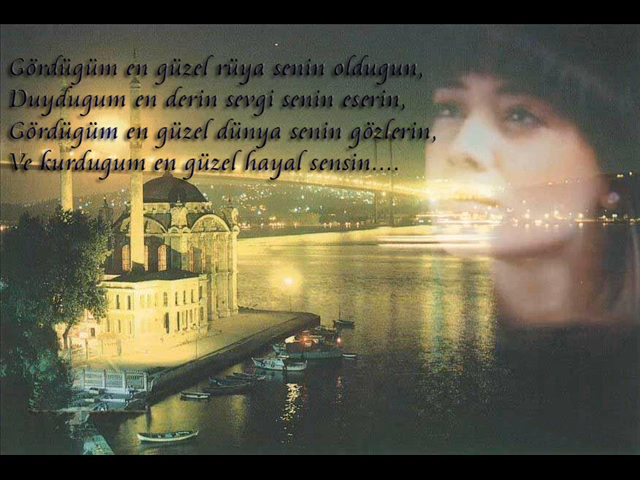 Gördügüm en güzel rüya senin oldugun,
Duydugum en derin sevgi senin eserin,
Gördügüm en güzel dünya senin gözlerin,
Ve kurdugum en güzel hayal sensin....